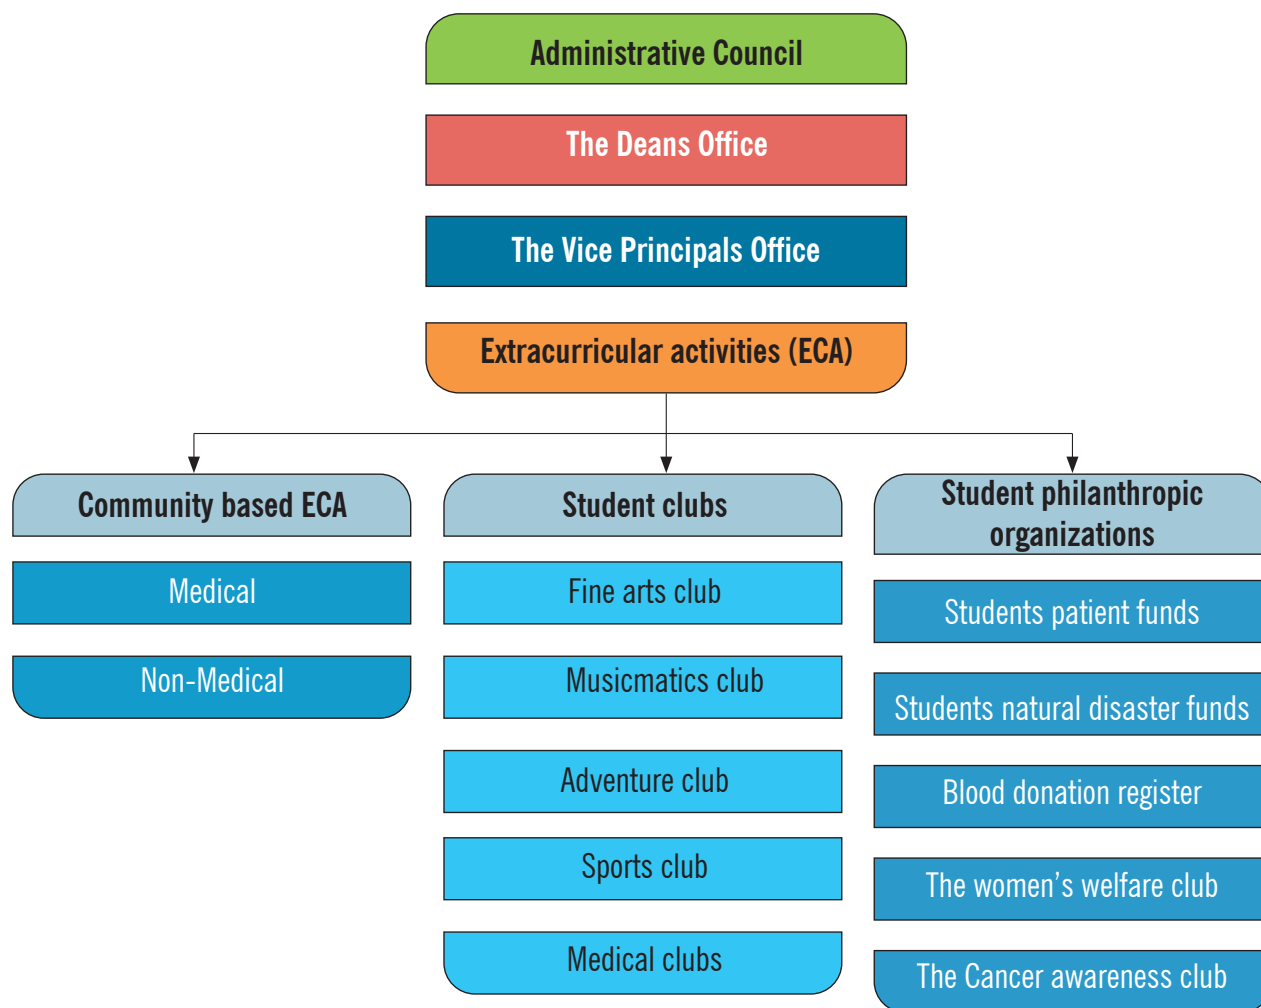 Administrative Council
The Deans Office
The Vice Principals Office
Extracurricular activities (ECA)
Community based ECA
Medical
Non-Medical
Student clubs
Fine arts club
Musicmatics club
Adventure club
Sports club
Medical clubs
Student philanthropic
organizations
Students patient funds
Students natural disaster funds
Blood donation register
The women's welfare club
The Cancer awareness club